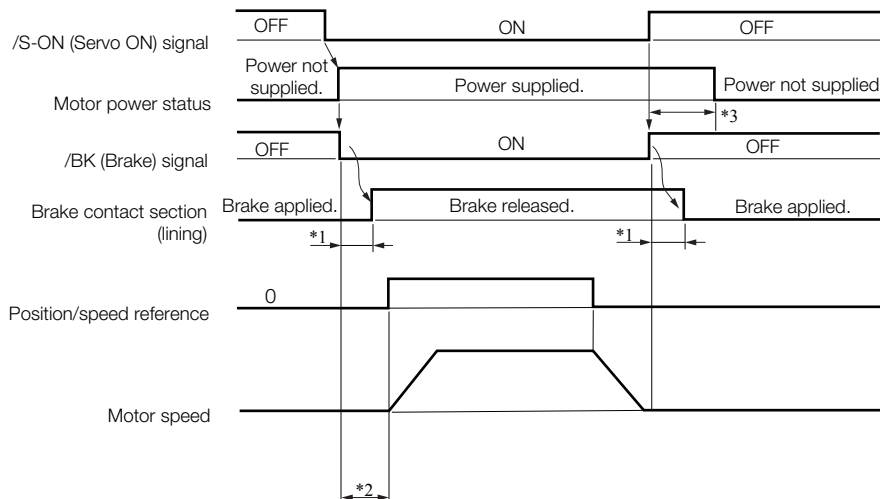 OFF ON OFF
/S-ON (Servo ON) signal
Power not
supplied. Power supplied. Power not supplied.
Motor power status
*3
/BK (Brake) signal
OFF ON OFF
Brake applied. Brake released. Brake applied.
Brake contact section
(lining)
*1 *1
0
Position/speed reference
Motor speed
*2